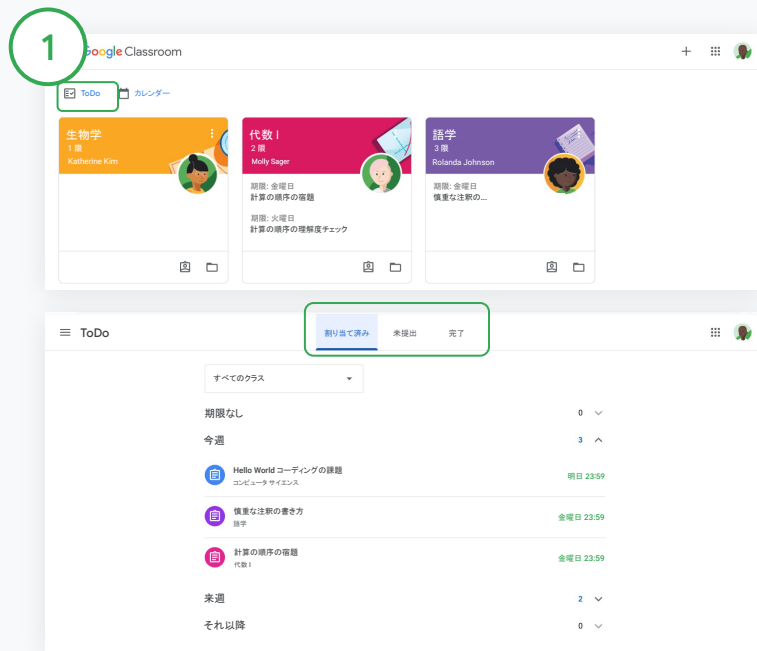 1
Google Classroom
ToDo カレンダー
生物学
1 限
Katherine Kim
代数 I
2 限
Molly Sager
期限: 金曜日
計算の順序の宿題
期限: 火曜日
計算の順序の理解度チェック
語学
3 限
Rolanda Johnson
期限: 金曜日
慎重な注釈の...
ToDo
割り当て済み 未提出 完了
すべてのクラス
期限なし 0
今週 3
Hello World コーディングの課題
コンピュータ サイエンス
明日 23:59
慎重な注釈の書き方
語学
金曜日 23:59
計算の順序の宿題
代数 I
金曜日 23:59
来週 2
それ以降 0